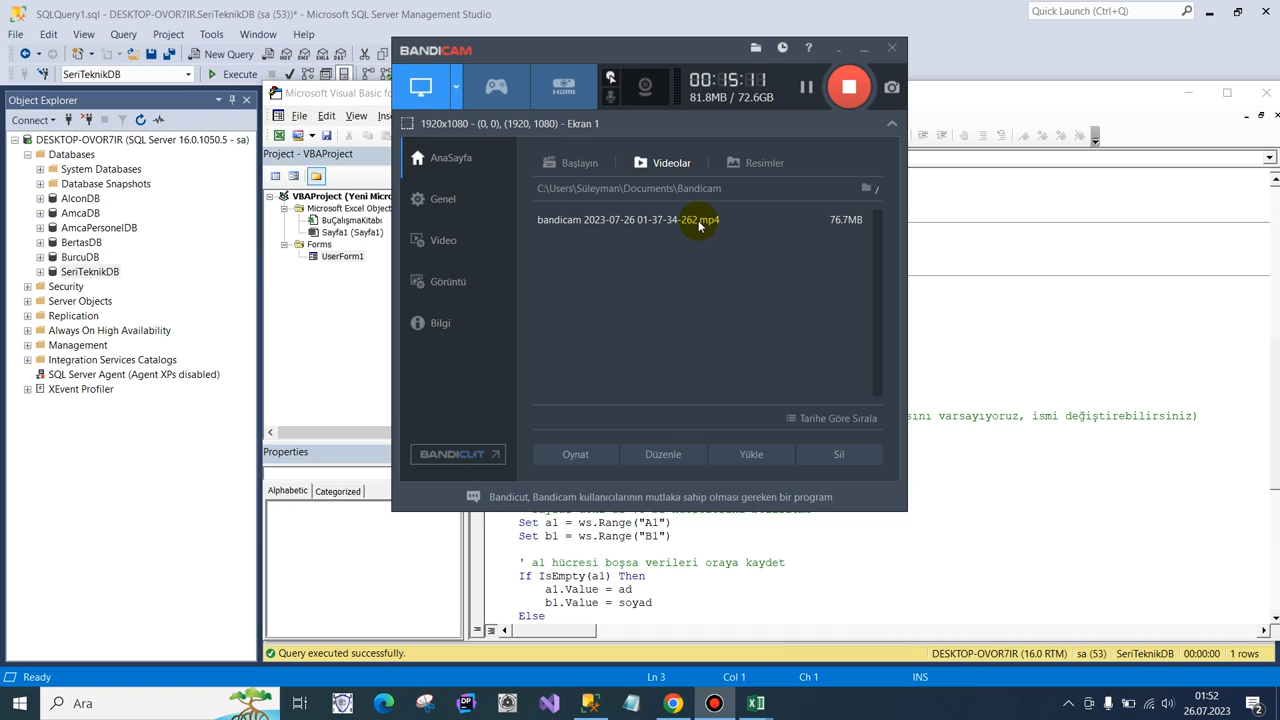 SQLQuery1.sql - DESKTOP-OVOR7IR.SeriTeknikDB (sa (53))* - Microsoft SQL Server Management Studio
Quick Launch (Ctrl+Q)
File Edit View Query Project Tools Window Help
New Query
SeriTeknikDB
Execute
Object Explorer
Connect
DESKTOP-OVOR7IR (SQL Server 16.0.1050.5 - sa)
Databases
System Databases
Database Snapshots
AlconDB
AmcaDB
AmcaPersonelDB
BertasDB
BurcuDB
SeriTeknikDB
Security
Server Objects
Replication
Always On High Availability
Management
Integration Services Catalogs
SQL Server Agent (Agent XPs disabled)
XEvent Profiler
Microsoft Visual Basic fo
File Edit View Ins
Project - VBAProject
VBAProject (Yeni Micros
Microsoft Excel Object
BuÇalışmaKitabı
Sayfa1 (Sayfa1)
Forms
UserForm1
Properties
Alphabetic Categorized
BANDICAM
HDMI
00:15:11
81.8MB / 72.6GB
1920x1080 - (0, 0), (1920, 1080) - Ekran 1
AnaSayfa
Genel
Video
Görüntü
Bilgi
BANDICUT
Başlayın
Videolar
Resimler
C:\Users\Süleyman\Documents\Bandicam
/
bandicam 2023-07-26 01-37-34-262.mp4 76.7MB
Tarihe Göre Sırala
Oynat Düzenle Yükle Sil
Bandicut, Bandicam kullanıcılarının mutlaka sahip olması gereken bir program
sını varsayıyoruz, ismi değiştirebilirsiniz)
Set a1 = ws.Range("A1")
Set b1 = ws.Range("B1")
' a1 hücresi boşsa verileri oraya kaydet
If IsEmpty(a1) Then
a1.Value = ad
b1.Value = soyad
Else
Query executed successfully.
DESKTOP-OVOR7IR (16.0 RTM) sa (53) SeriTeknikDB 00:00:00 1 rows
Ready
Ln 3 Col 1 Ch 1 INS
Ara
01:52
26.07.2023